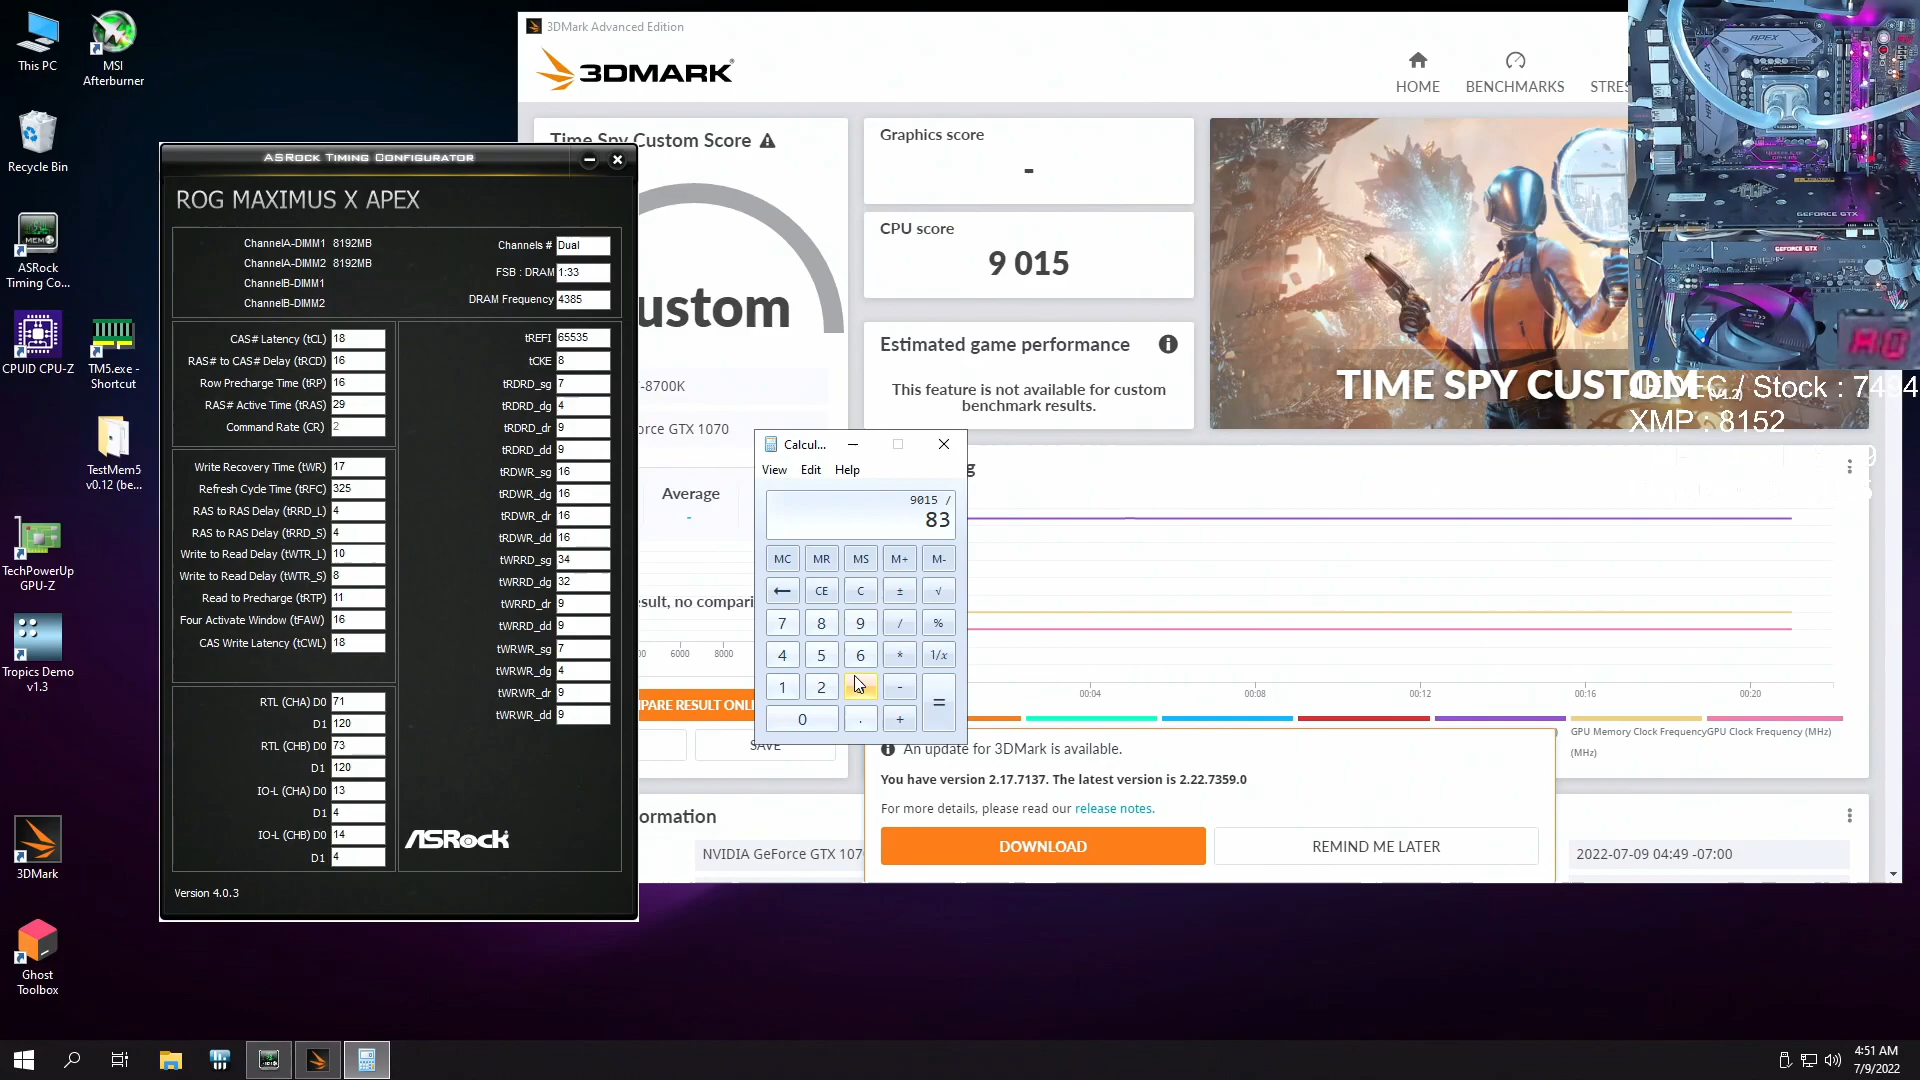 This PC
MSI
Afterburner
Recycle Bin
ASRock
Timing Co...
CPUID CPU-Z
TM5.exe -
Shortcut
TestMem5
v0.12 (be...
TechPowerUp
GPU-Z
Tropics Demo
v1.3
3DMark
Ghost
Toolbox
ASRock Timing Configurator
ROG MAXIMUS X APEX
ChannelA-DIMM1 8192MB
ChannelA-DIMM2 8192MB
ChannelB-DIMM1
ChannelB-DIMM2
Channels # Dual
FSB : DRAM 1:33
DRAM Frequency 4385
CAS# Latency (tCL) 18
RAS# to CAS# Delay (tRCD) 16
Row Precharge Time (tRP) 16
RAS# Active Time (tRAS) 29
Command Rate (CR) 2
Write Recovery Time (tWR) 17
Refresh Cycle Time (tRFC) 325
RAS to RAS Delay (tRRD_L) 4
RAS to RAS Delay (tRRD_S) 4
Write to Read Delay (tWTR_L) 10
Write to Read Delay (tWTR_S) 8
Read to Precharge (tRTP) 11
Four Activate Window (tFAW) 16
CAS Write Latency (tCWL) 18
RTL (CHA) D0 71
D1 120
RTL (CHB) D0 73
D1 120
IO-L (CHA) D0 13
D1 4
IO-L (CHB) D0 14
D1 4
tREFI 65535
tCKE 8
tRDRD_sg 7
tRDRD_dg 4
tRDRD_dr 9
tRDRD_dd 9
tRDWR_sg 16
tRDWR_dg 16
tRDWR_dr 16
tRDWR_dd 16
tWRRD_sg 34
tWRRD_dg 32
tWRRD_dr 9
tWRRD_dd 9
tWRWR_sg 7
tWRWR_dg 4
tWRWR_dr 9
tWRWR_dd 9
ASRock
Version 4.0.3
3DMark Advanced Edition
3DMARK
HOME
BENCHMARKS
STRES
Time Spy Custom Score
ustom
-8700K
orce GTX 1070
Average
-
sult, no compari
6000 8000
PARE RESULT ONLI
SAVE
ormation
NVIDIA GeForce GTX 107
Graphics score
-
CPU score
9 015
Estimated game performance
This feature is not available for custom
benchmark results.
TIME SPY CUSTOM (v1.2)
JEDEC / Stock : 7434
XMP : 8152
APEX
GEFORCE GTX
GEFORCE GTX
A0
Calcul...
View Edit Help
9015 /
83
MC MR MS M+ M-
← CE C ± √
7 8 9 / %
4 5 6 * 1/x
1 2 - =
0 . +
g
00:04 00:08 00:12 00:16 00:20
GPU Memory Clock Frequency
(MHz)
GPU Clock Frequency (MHz)
An update for 3DMark is available.
You have version 2.17.7137. The latest version is 2.22.7359.0
For more details, please read our release notes.
DOWNLOAD
REMIND ME LATER
2022-07-09 04:49 -07:00
4:51 AM
7/9/2022